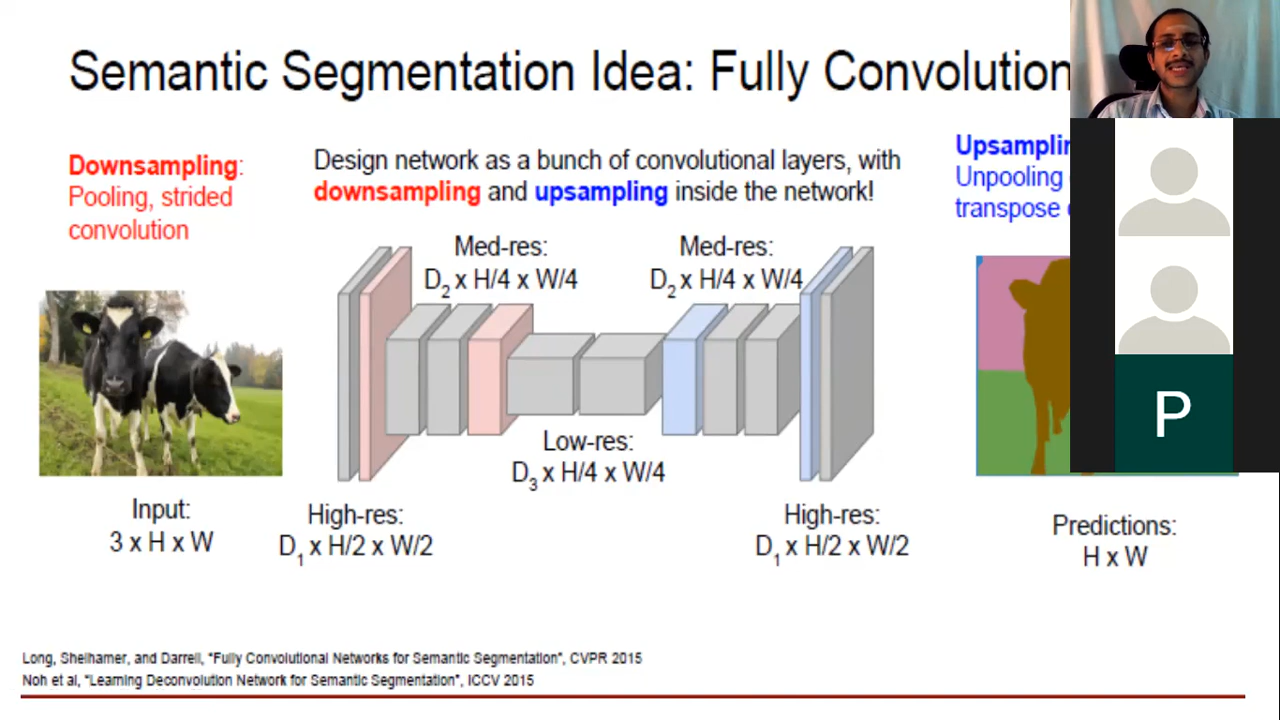 Semantic Segmentation Idea: Fully Convolution
Downsampling:
Pooling, strided
convolution
Design network as a bunch of convolutional layers, with
downsampling and upsampling inside the network!
Upsamplin
Unpooling
transpose
Med-res:
D2 x H/4 x W/4
Med-res:
D2 x H/4 x W/4
Low-res:
D3 x H/4 x W/4
Input:
3 x H x W
High-res:
D1 x H/2 x W/2
High-res:
D1 x H/2 x W/2
Predictions:
H x W
P
Long, Shelhamer, and Darrell, "Fully Convolutional Networks for Semantic Segmentation", CVPR 2015
Noh et al, "Learning Deconvolution Network for Semantic Segmentation", ICCV 2015